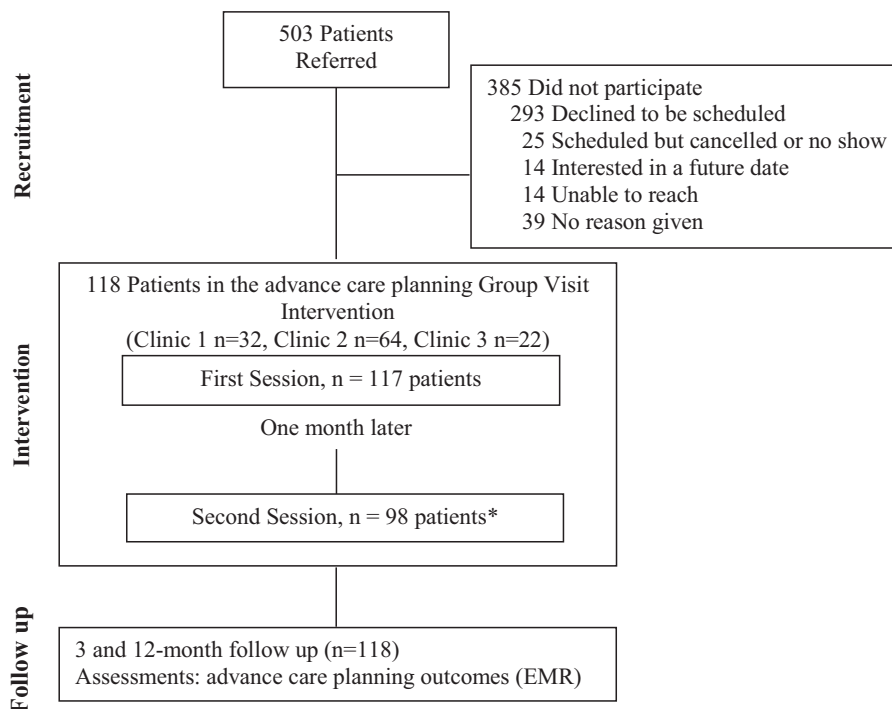 503 Patients
Referred
Recruitment
385 Did not participate
293 Declined to be scheduled
25 Scheduled but cancelled or no show
14 Interested in a future date
14 Unable to reach
39 No reason given
Intervention
118 Patients in the advance care planning Group Visit
Intervention
(Clinic 1 n=32, Clinic 2 n=64, Clinic 3 n=22)
First Session, n = 117 patients
One month later
Second Session, n = 98 patients*
Follow up
3 and 12-month follow up (n=118)
Assessments: advance care planning outcomes (EMR)